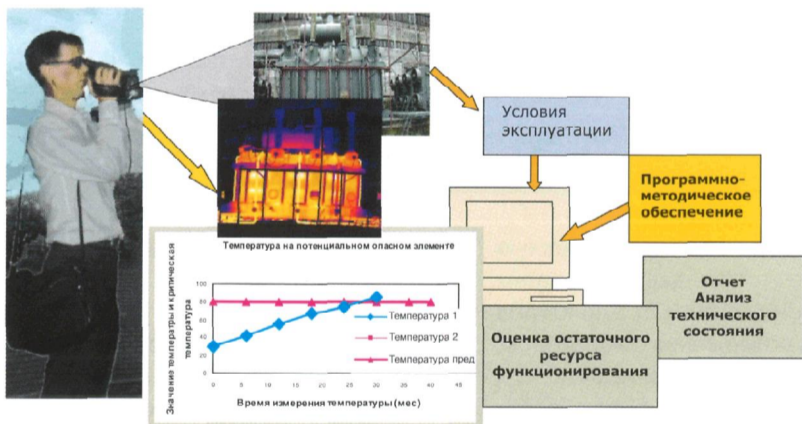 Условия
эксплуатации
Программно-
методическое
обеспечение
Отчет
Анализ
технического
состояния
Оценка остаточного
ресурса
функционирования
Температура на потенциальном опасном элементе
Значение температры и критическая
температура
100
80
60
40
20
0
0 5 10 15 20 25 30 35 40 45
Температура 1
Температура 2
Температура пред
Время измерения температуры (мес)